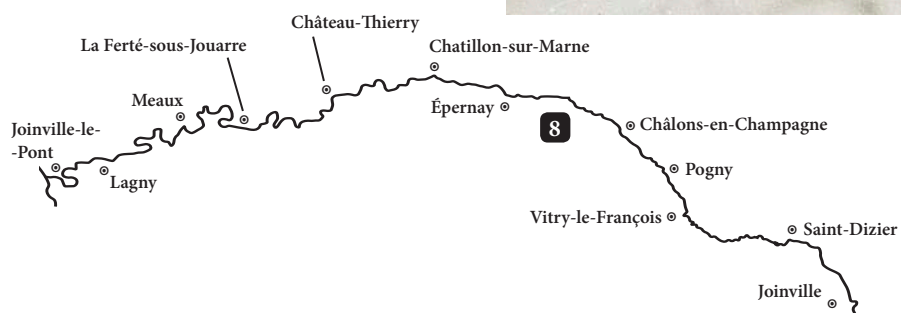 Château-Thierry
La Ferté-sous-Jouarre
Chatillon-sur-Marne
Meaux
Épernay
8
Châlons-en-Champagne
Joinville-le-
-Pont
Lagny
Pogny
Vitry-le-François
Saint-Dizier
Joinville